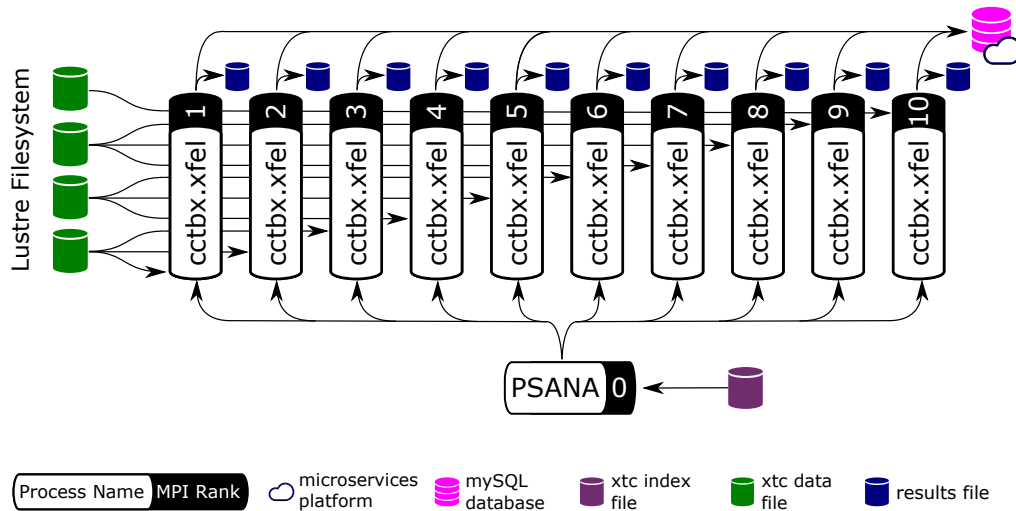 Lustre Filesystem
1
2
3
4
5
6
7
8
9
10
cctbx.xfel
cctbx.xfel
cctbx.xfel
cctbx.xfel
cctbx.xfel
cctbx.xfel
cctbx.xfel
cctbx.xfel
cctbx.xfel
cctbx.xfel
PSANA 0
Process Name MPI Rank
microservices
platform
mySQL
database
xtc index
file
xtc data
file
results file